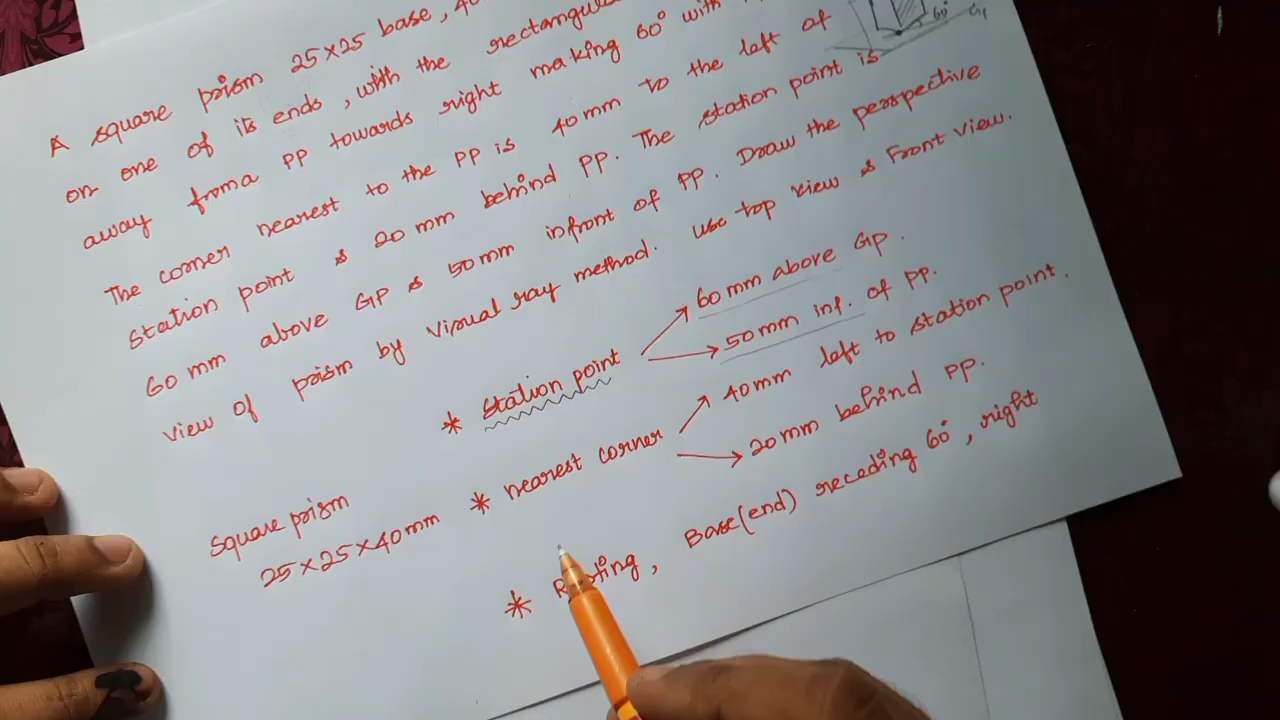 A square prism 25×25 base, 40
on one of its ends, with the rectangular
away froma PP towards right making 60° with
The corner nearest to the PP is 40mm to the left of
Station point & 20 mm behind PP. The station point is
60 mm above GP & 50mm infront of PP. Draw the perspective
view of prism by Visual ray method. Use top view & Front view.
* Station point
60mm above GP.
50mm inf. of PP.
Square prism
25×25×40mm
* nearest corner
40mm left to station point.
20mm behind PP.
* Resting, Base(end) receding 60°, right
60° GP